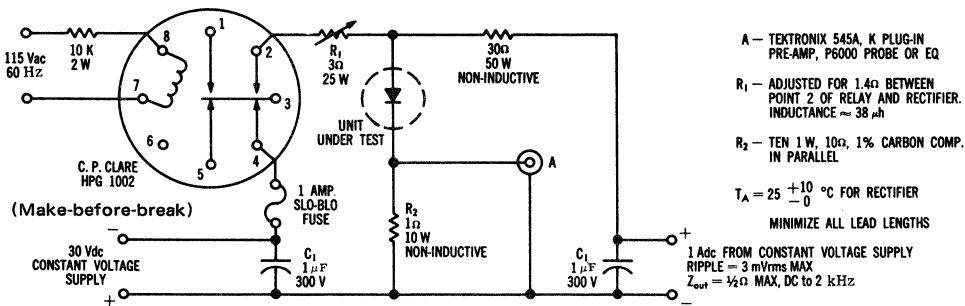 115 Vac
60 Hz
10 K
2 W
8
7
6
1
2
3
4
5
C. P. CLARE
HPG 1002
(Make-before-break)
R1
3Ω
25 W
30Ω
50 W
NON-INDUCTIVE
UNIT
UNDER TEST
A
1 AMP.
SLO-BLO
FUSE
R2
1Ω
10 W
NON-INDUCTIVE
−
30 Vdc
CONSTANT VOLTAGE
SUPPLY
+
C1
1 μF
300 V
C1
1 μF
300 V
+
1 Adc FROM CONSTANT VOLTAGE SUPPLY
RIPPLE = 3 mVrms MAX
Zout = ½Ω MAX, DC to 2 kHz
−
A — TEKTRONIX 545A, K PLUG-IN
PRE-AMP, P6000 PROBE OR EQ
R1 — ADJUSTED FOR 1.4Ω BETWEEN
POINT 2 OF RELAY AND RECTIFIER.
INDUCTANCE ≈ 38 μh
R2 — TEN 1 W, 10Ω, 1% CARBON COMP.
IN PARALLEL
TA = 25 +10 −0 °C FOR RECTIFIER
MINIMIZE ALL LEAD LENGTHS